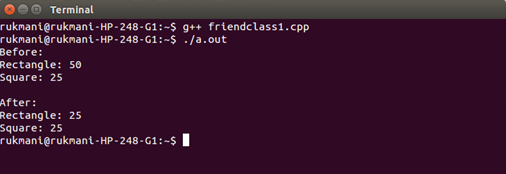 Terminal
rukmani@rukmani-HP-248-G1:~$ g++ friendclass1.cpp
rukmani@rukmani-HP-248-G1:~$ ./a.out
Before:
Rectangle: 50
Square: 25

After:
Rectangle: 25
Square: 25
rukmani@rukmani-HP-248-G1:~$